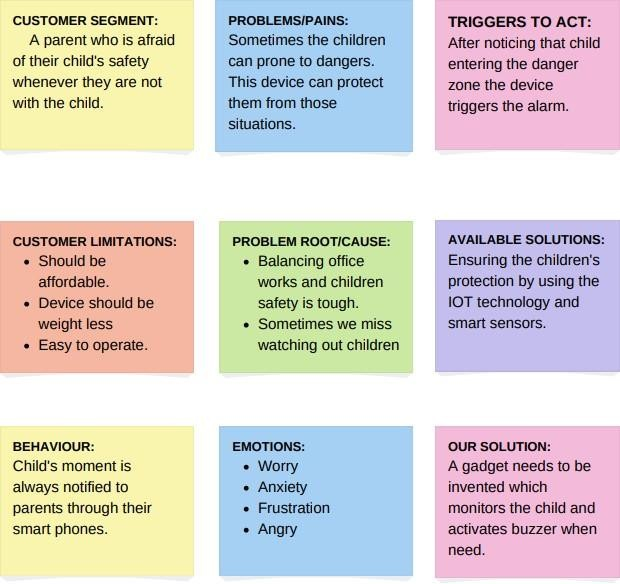 CUSTOMER SEGMENT:
A parent who is afraid
of their child's safety
whenever they are not
with the child.
PROBLEMS/PAINS:
Sometimes the children
can prone to dangers.
This device can protect
them from those
situations.
TRIGGERS TO ACT:
After noticing that child
entering the danger
zone the device
triggers the alarm.
CUSTOMER LIMITATIONS:
• Should be
affordable.
• Device should be
weight less
• Easy to operate.
PROBLEM ROOT/CAUSE:
• Balancing office
works and children
safety is tough.
• Sometimes we miss
watching out children
AVAILABLE SOLUTIONS:
Ensuring the children's
protection by using the
IOT technology and
smart sensors.
BEHAVIOUR:
Child's moment is
always notified to
parents through their
smart phones.
EMOTIONS:
• Worry
• Anxiety
• Frustration
• Angry
OUR SOLUTION:
A gadget needs to be
invented which
monitors the child and
activates buzzer when
need.